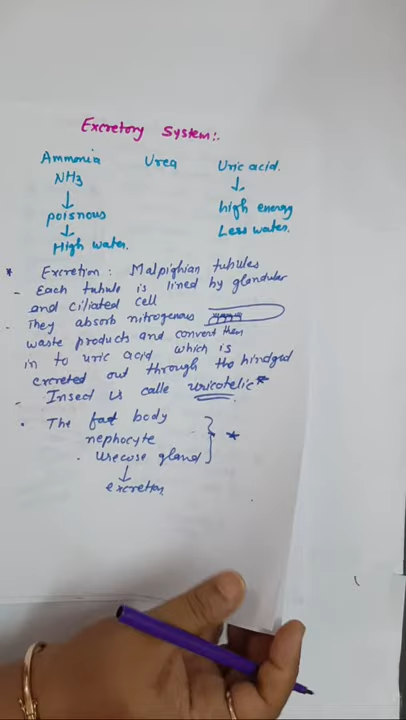 Excretory System:.
Ammonia Urea Uric acid.
NH3
poisnous high energy
High water. Less water.
* Excretion : Malpighian tubules
- Each tubule is lined by glandular
and ciliated cell
- They absorb nitrogenous
waste products and convert them
in to uric acid which is
excreted out through the hindged
- Insect is calle uricotelic*
• The fat body
nephocyte *
. urecose gland
excretion